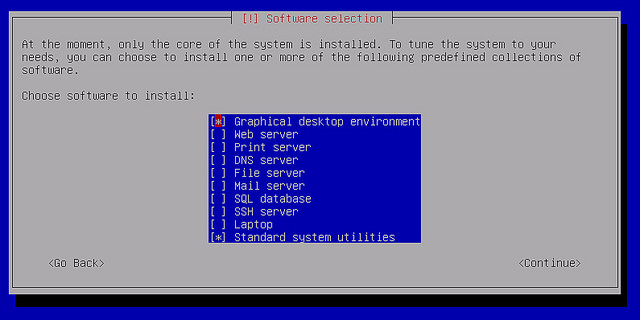 [!] Software selection
At the moment, only the core of the system is installed. To tune the system to your
needs, you can choose to install one or more of the following predefined collections of
software.
Choose software to install:
[*] Graphical desktop environment
[ ] Web server
[ ] Print server
[ ] DNS server
[ ] File server
[ ] Mail server
[ ] SQL database
[ ] SSH server
[ ] Laptop
[*] Standard system utilities
<Go Back> <Continue>